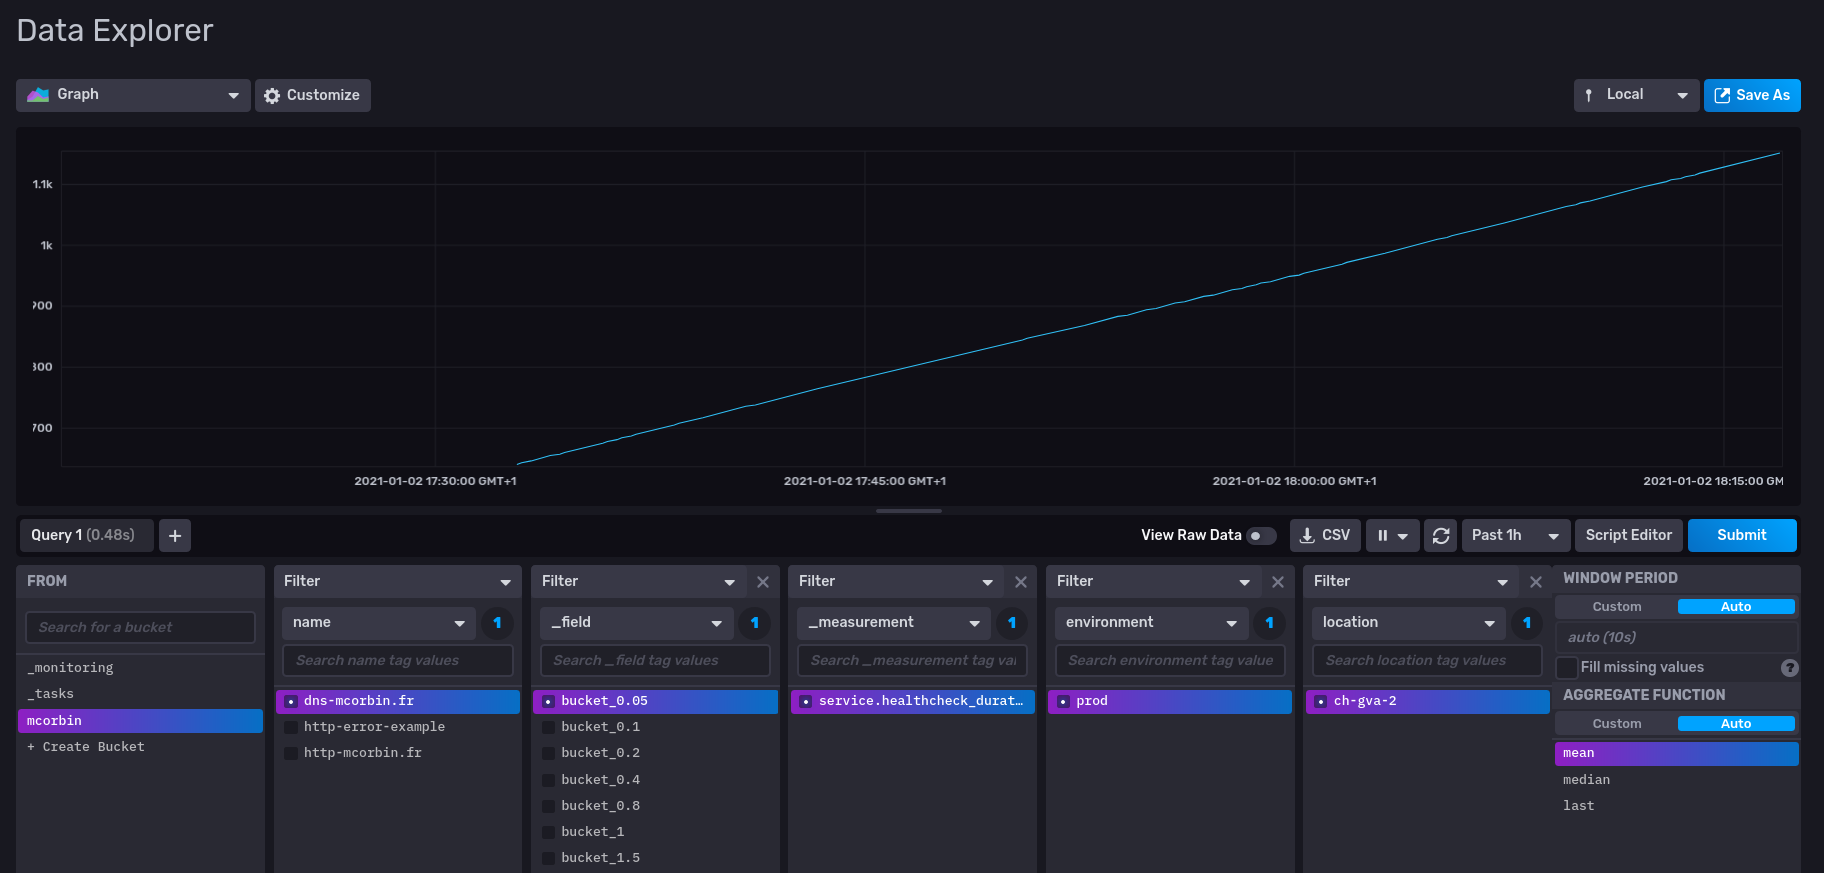 Data Explorer
Graph
Customize
Local
Save As
1.1k
1k
900
800
700
2021-01-02 17:30:00 GMT+1
2021-01-02 17:45:00 GMT+1
2021-01-02 18:00:00 GMT+1
2021-01-02 18:15:00 GM
Query 1 (0.48s)
+
View Raw Data
CSV
Past 1h
Script Editor
Submit
FROM
Search for a bucket
_monitoring
_tasks
mcorbin
+ Create Bucket
Filter
name
1
Search name tag values
dns-mcorbin.fr
http-error-example
http-mcorbin.fr
Filter
_field
1
Search _field tag values
bucket_0.05
bucket_0.1
bucket_0.2
bucket_0.4
bucket_0.8
bucket_1
bucket_1.5
Filter
_measurement
1
Search _measurement tag val
service.healthcheck_durat…
Filter
environment
1
Search environment tag value
prod
Filter
location
1
Search location tag values
ch-gva-2
WINDOW PERIOD
Custom
Auto
auto (10s)
Fill missing values
?
AGGREGATE FUNCTION
Custom
Auto
mean
median
last